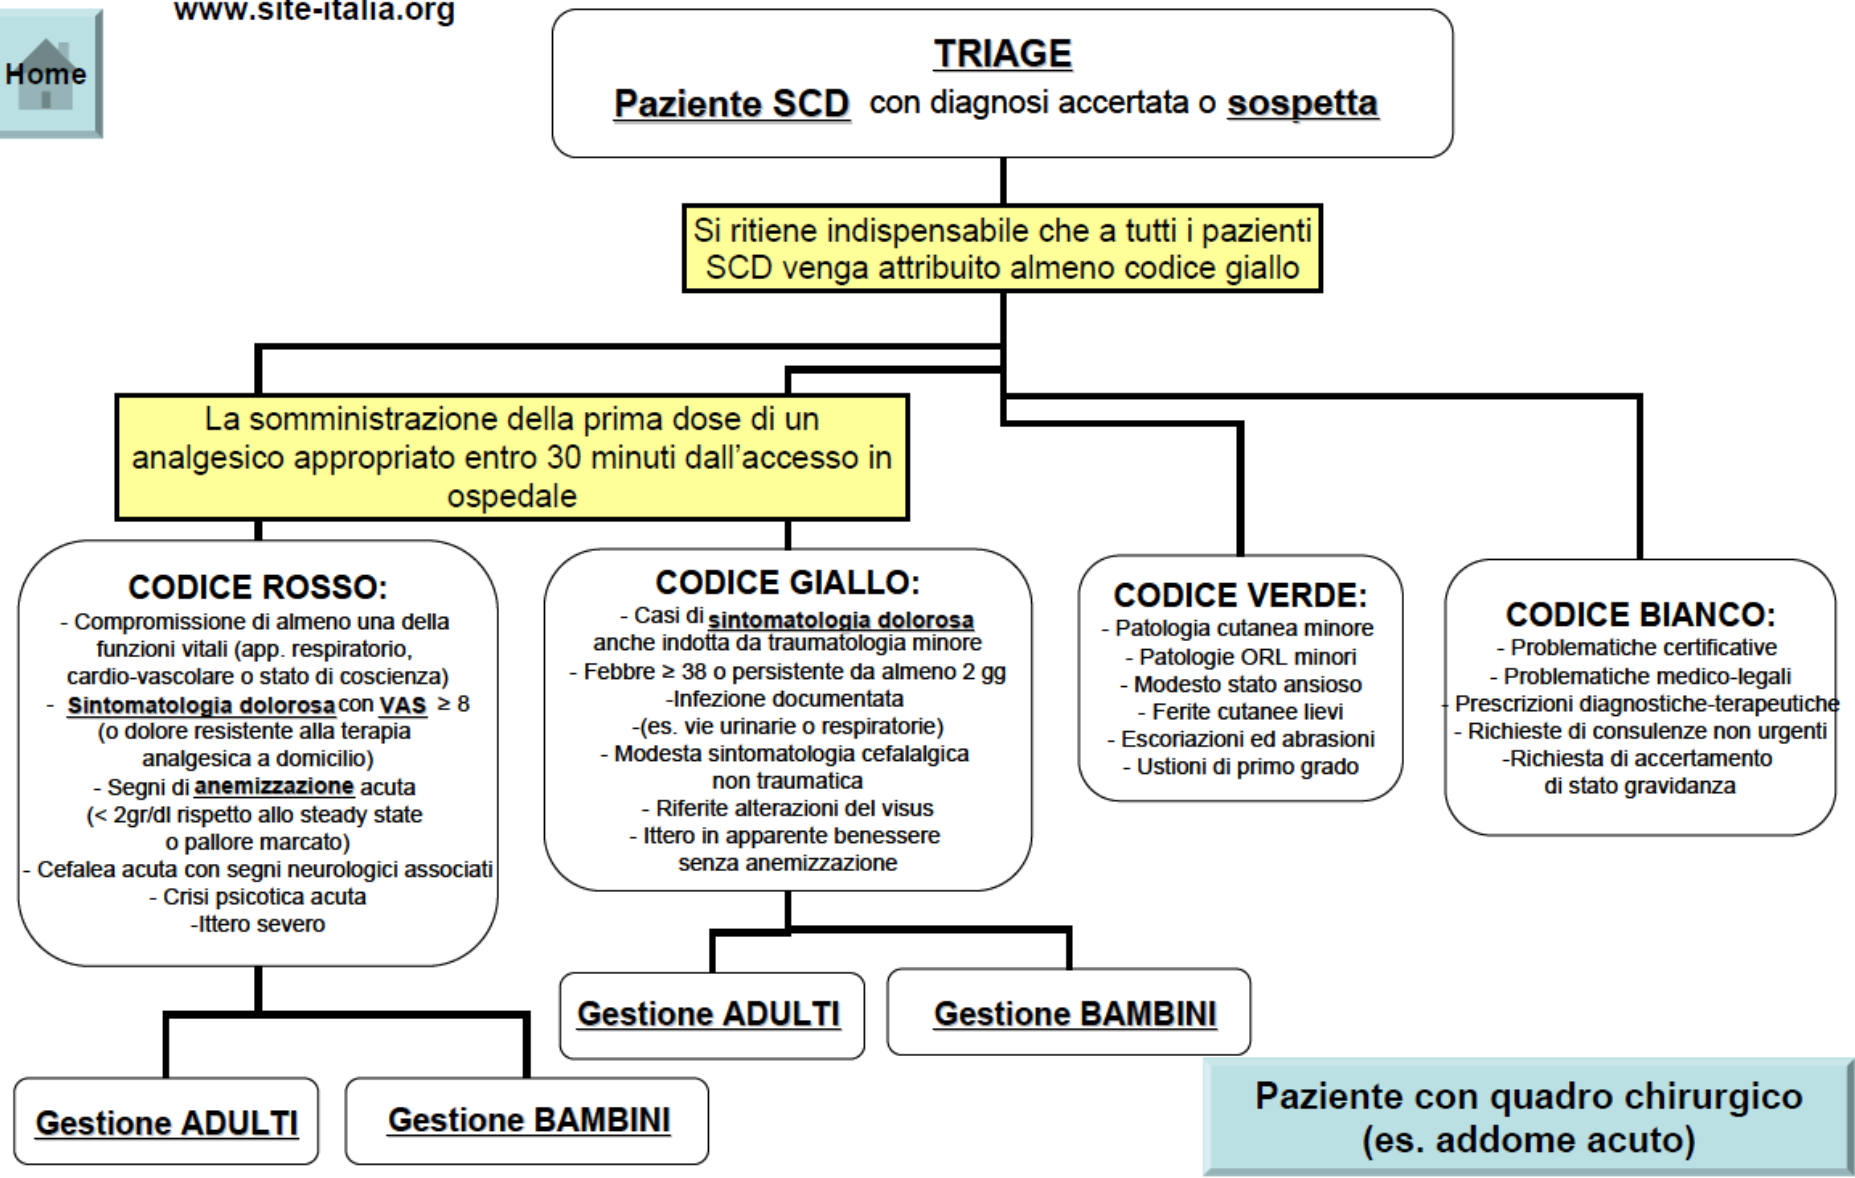 www.site-italia.org
Home
TRIAGE
Paziente SCD con diagnosi accertata o sospetta
Si ritiene indispensabile che a tutti i pazienti
SCD venga attribuito almeno codice giallo
La somministrazione della prima dose di un
analgesico appropriato entro 30 minuti dall'accesso in
ospedale
CODICE ROSSO:
- Compromissione di almeno una della
funzioni vitali (app. respiratorio,
cardio-vascolare o stato di coscienza)
- Sintomatologia dolorosa con VAS ≥ 8
(o dolore resistente alla terapia
analgesica a domicilio)
- Segni di anemizzazione acuta
(< 2gr/dl rispetto allo steady state
o pallore marcato)
- Cefalea acuta con segni neurologici associati
- Crisi psicotica acuta
-Ittero severo
CODICE GIALLO:
- Casi di sintomatologia dolorosa
anche indotta da traumatologia minore
- Febbre ≥ 38 o persistente da almeno 2 gg
-Infezione documentata
-(es. vie urinarie o respiratorie)
- Modesta sintomatologia cefalalgica
non traumatica
- Riferite alterazioni del visus
- Ittero in apparente benessere
senza anemizzazione
CODICE VERDE:
- Patologia cutanea minore
- Patologie ORL minori
- Modesto stato ansioso
- Ferite cutanee lievi
- Escoriazioni ed abrasioni
- Ustioni di primo grado
CODICE BIANCO:
- Problematiche certificative
- Problematiche medico-legali
- Prescrizioni diagnostiche-terapeutiche
- Richieste di consulenze non urgenti
-Richiesta di accertamento
di stato gravidanza
Gestione ADULTI
Gestione BAMBINI
Gestione ADULTI
Gestione BAMBINI
Paziente con quadro chirurgico
(es. addome acuto)